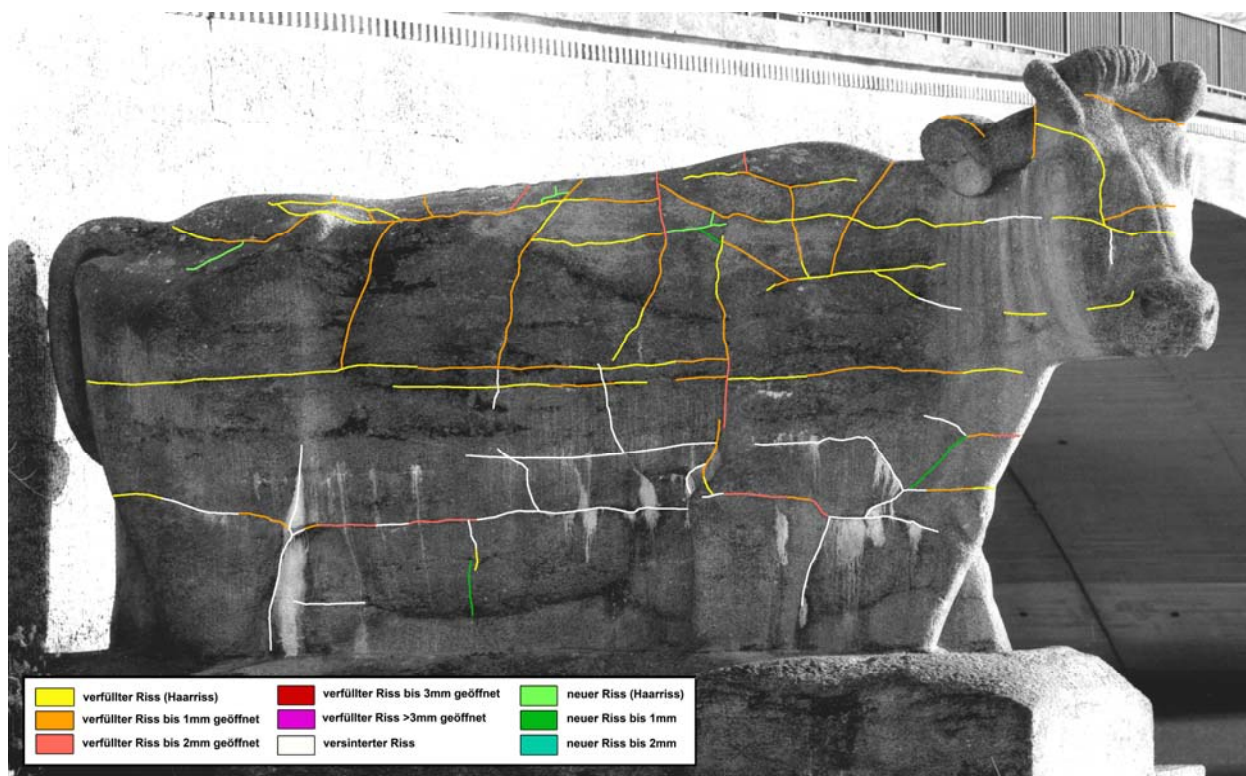 verfüllter Riss (Haarriss)
verfüllter Riss bis 1mm geöffnet
verfüllter Riss bis 2mm geöffnet
verfüllter Riss bis 3mm geöffnet
verfüllter Riss >3mm geöffnet
versinterter Riss
neuer Riss (Haarriss)
neuer Riss bis 1mm
neuer Riss bis 2mm